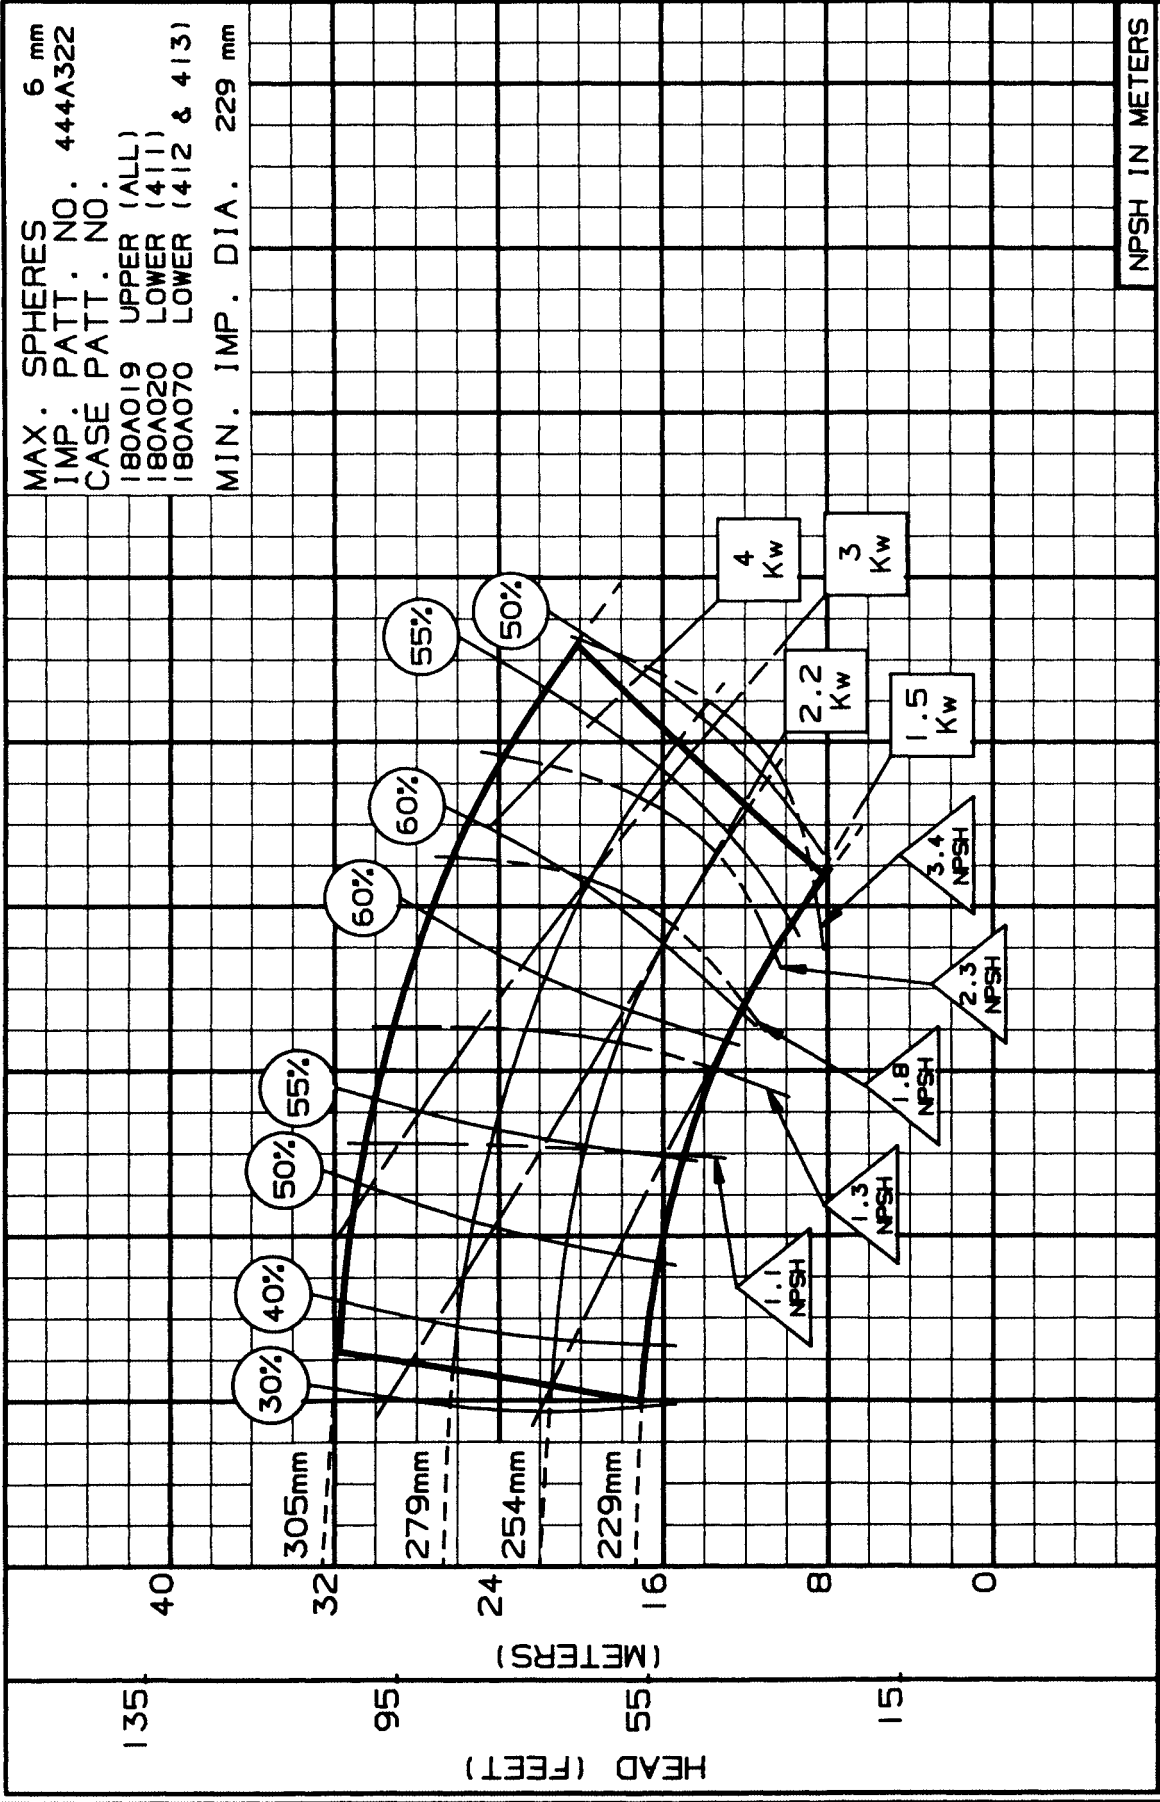 MAX. SPHERES 6 mm
IMP. PATT. NO. 444A322
CASE PATT. NO.
180A019 UPPER (ALL)
180A020 LOWER (411)
180A070 LOWER (412 & 413)
MIN. IMP. DIA. 229 mm
HEAD (FEET)
135
95
55
15
(METERS)
40
32
24
16
8
0
305mm
279mm
254mm
229mm
30%
40%
50%
55%
60%
60%
55%
50%
4
Kw
3
Kw
2.2
Kw
1.5
Kw
1.1
NPSH
1.3
NPSH
1.8
NPSH
2.3
NPSH
3.4
NPSH
NPSH IN METERS